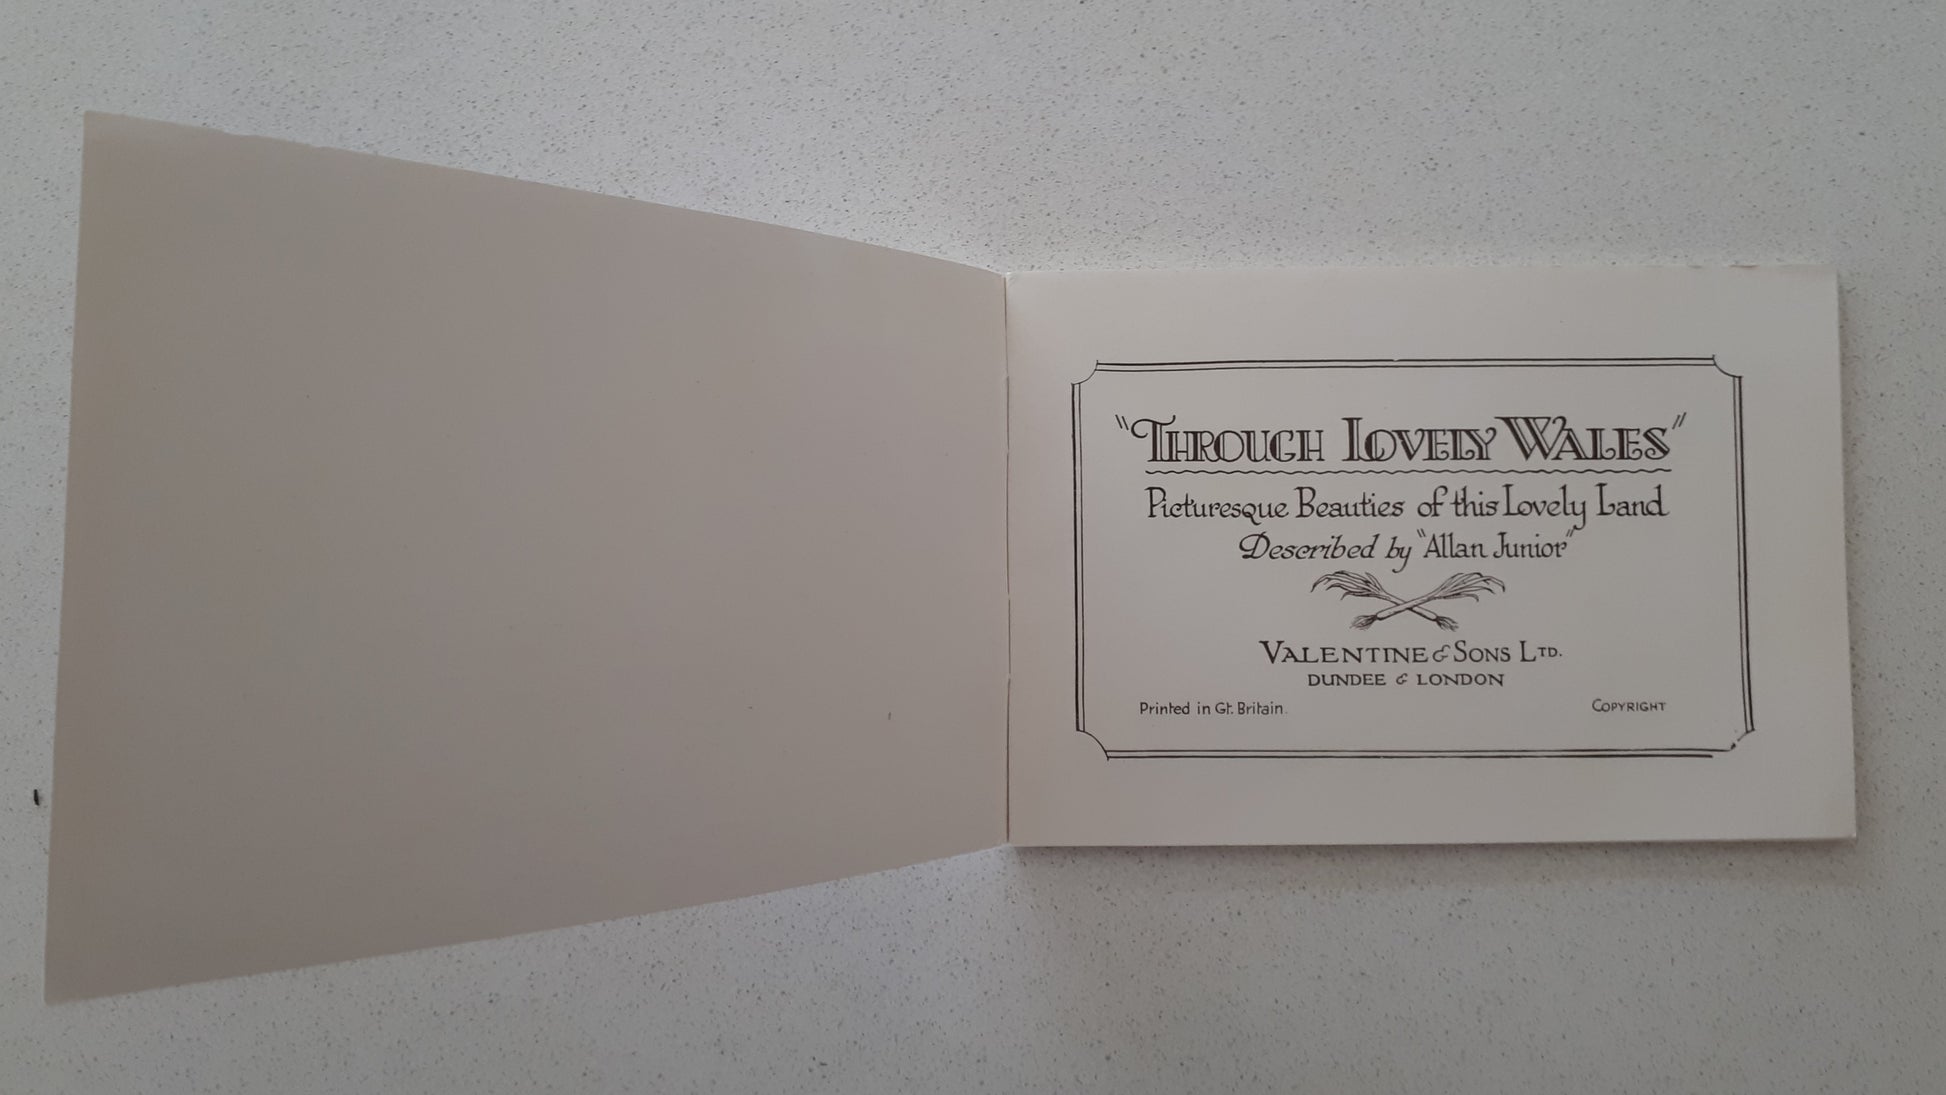 "THROUGH LOVELY WALES"
Picturesque Beauties of this Lovely Land
Described by "Allan Junior"
VALENTINE & SONS LTD.
DUNDEE & LONDON
Printed in Gt. Britain.
COPYRIGHT